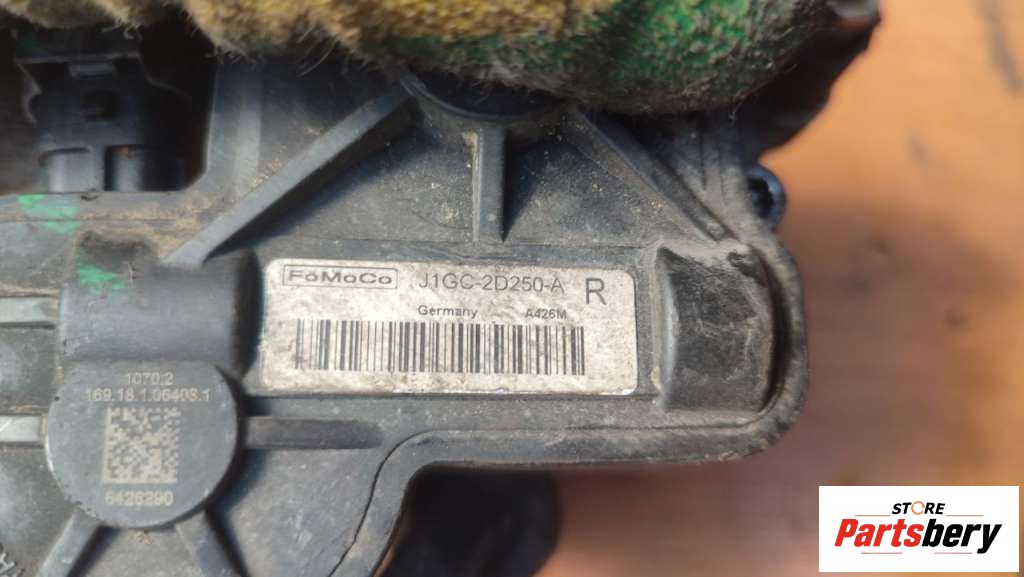 FoMoCo J1GC-2D250-A R
Germany A426M
1070.2
169.18.1.06403.1
6426290
STORE
Partsbery